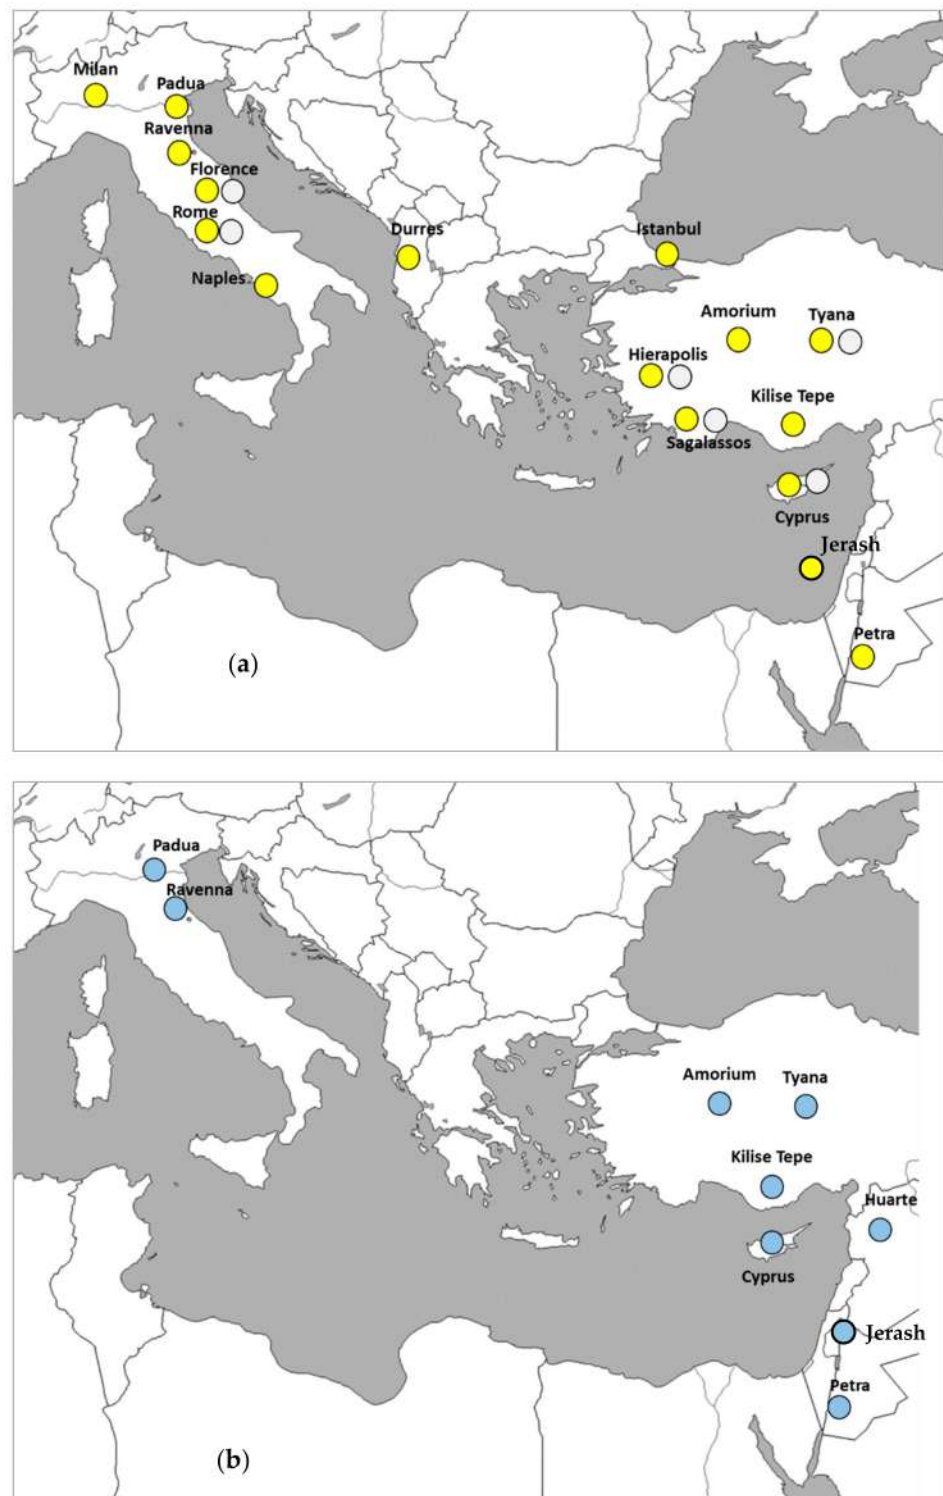 Milan
Padua
Ravenna
Florence
Rome
Naples
Durres
Istanbul
Amorium
Tyana
Hierapolis
Kilise Tepe
Sagalassos
Cyprus
Jerash
Petra
(a)
Padua
Ravenna
Amorium
Tyana
Kilise Tepe
Huarte
Cyprus
Jerash
Petra
(b)